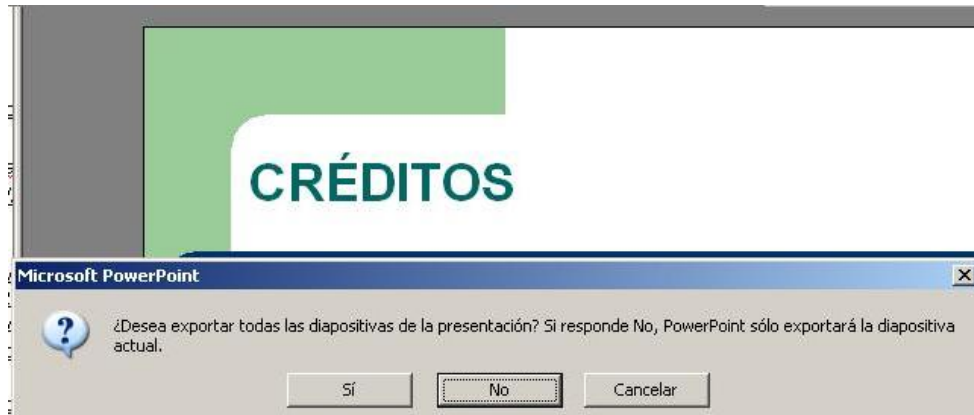 CRÉDITOS
Microsoft PowerPoint
¿Desea exportar todas las diapositivas de la presentación? Si responde No, PowerPoint sólo exportará la diapositiva
actual.
Sí No Cancelar